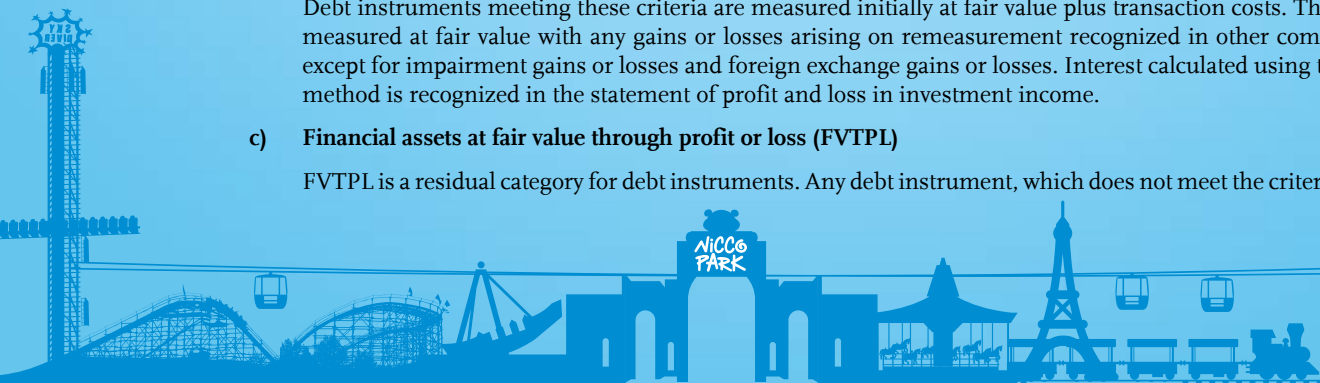 Debt instruments meeting these criteria are measured initially at fair value plus transaction costs. Th
measured at fair value with any gains or losses arising on remeasurement recognized in other com
except for impairment gains or losses and foreign exchange gains or losses. Interest calculated using t
method is recognized in the statement of profit and loss in investment income.
c) Financial assets at fair value through profit or loss (FVTPL)
FVTPL is a residual category for debt instruments. Any debt instrument, which does not meet the criter
SKY
DIVER
NICCO
PARK